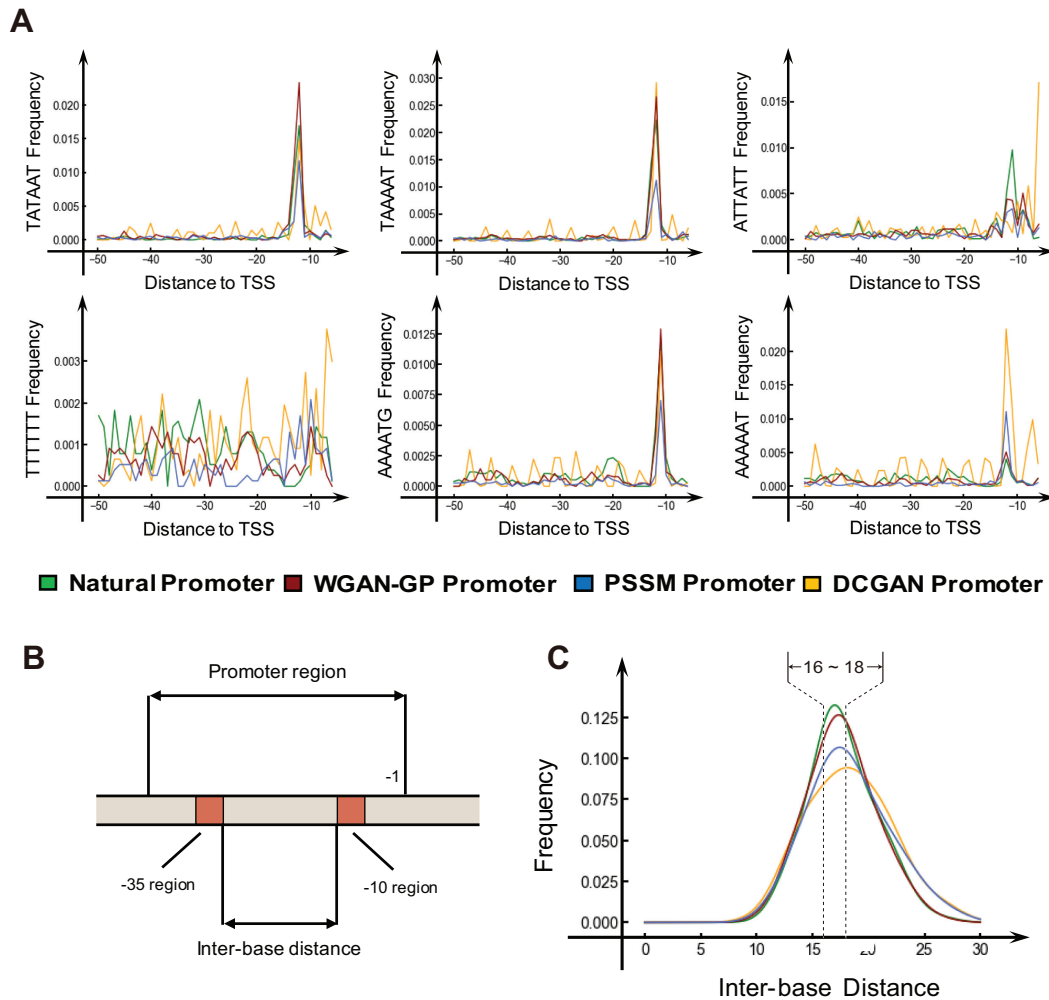 A
TATAAT Frequency
0.020
0.015
0.010
0.005
0.000
−50 −40 −30 −20 −10
Distance to TSS
TAAAAT Frequency
0.030
0.025
0.020
0.015
0.010
0.005
0.000
−50 −40 −30 −20 −10
Distance to TSS
ATTATT Frequency
0.015
0.010
0.005
0.000
−50 −40 −30 −20 −10
Distance to TSS
TTTTTT Frequency
0.003
0.002
0.001
0.000
−50 −40 −30 −20 −10
Distance to TSS
AAAATG Frequency
0.0125
0.0100
0.0075
0.0050
0.0025
0.000
−50 −40 −30 −20 −10
Distance to TSS
AAAAAT Frequency
0.020
0.015
0.010
0.005
0.000
−50 −40 −30 −20 −10
Distance to TSS
Natural Promoter WGAN-GP Promoter PSSM Promoter DCGAN Promoter
B
Promoter region
-1
-35 region
-10 region
Inter-base distance
C
16 ~ 18
Frequency
0.125
0.100
0.075
0.050
0.025
0.000
0 5 10 15 25 30
Inter-base Distance